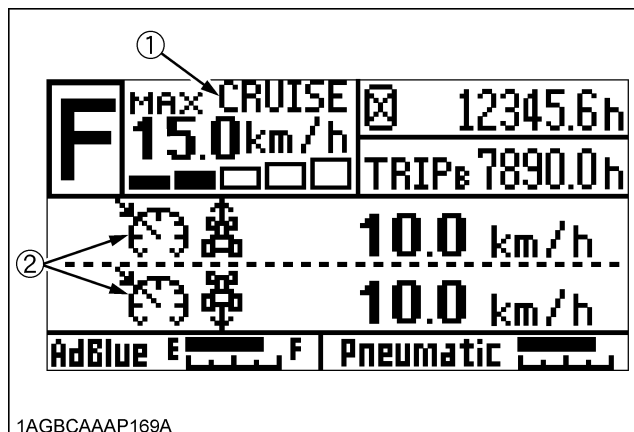 ①
F
MAX CRUISE
15.0km/h
12345.6h
TRIPB 7890.0h
②
10.0 km/h
10.0 km/h
AdBlue E F Pneumatic
1AGBCAAAP169A